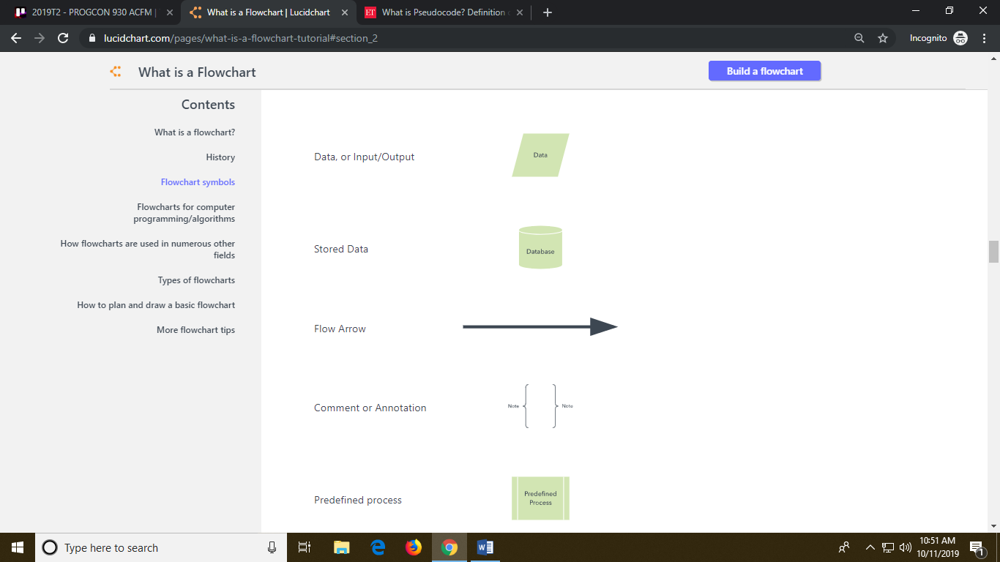 2019T2 - PROGCON 930 ACFM |
What is a Flowchart | Lucidchart
ET
What is Pseudocode? Definition
lucidchart.com/pages/what-is-a-flowchart-tutorial#section_2
Incognito
What is a Flowchart
Build a flowchart
Contents
What is a flowchart?
History
Flowchart symbols
Flowcharts for computer
programming/algorithms
How flowcharts are used in numerous other
fields
Types of flowcharts
How to plan and draw a basic flowchart
More flowchart tips
Data, or Input/Output
Data
Stored Data
Database
Flow Arrow
Comment or Annotation
Note
Note
Predefined process
Predefined
Process
Type here to search
10:51 AM
10/11/2019
1